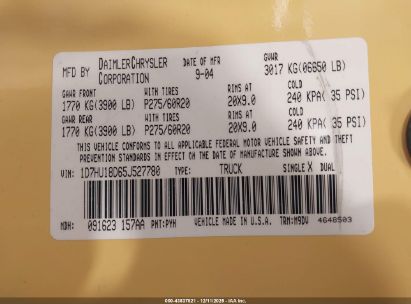 MFD BY DAIMLERCHRYSLER CORPORATION DATE OF MFR 9-04 GVWR 3017 KG (06650 LB)
GAWR FRONT WITH TIRES RIMS AT COLD
1770 KG(3900 LB) P275/60R20 20X9.0 240 KPA( 35 PSI)
GAWR REAR WITH TIRES RIMS AT COLD
1770 KG(3900 LB) P275/60R20 20X9.0 240 KPA( 35 PSI)
THIS VEHICLE CONFORMS TO ALL APPLICABLE FEDERAL MOTOR VEHICLE SAFETY, BUMPER, AND THEFT
PREVENTION STANDARDS IN EFFECT ON THE DATE OF MANUFACTURE SHOWN ABOVE.
VIN: 1D7HU18D65J527780 TYPE: TRUCK SINGLE X DUAL
MDH: 091623 157AA PNT: PYH VEHICLE MADE IN U.S.A. TRM: M9DV 4648503